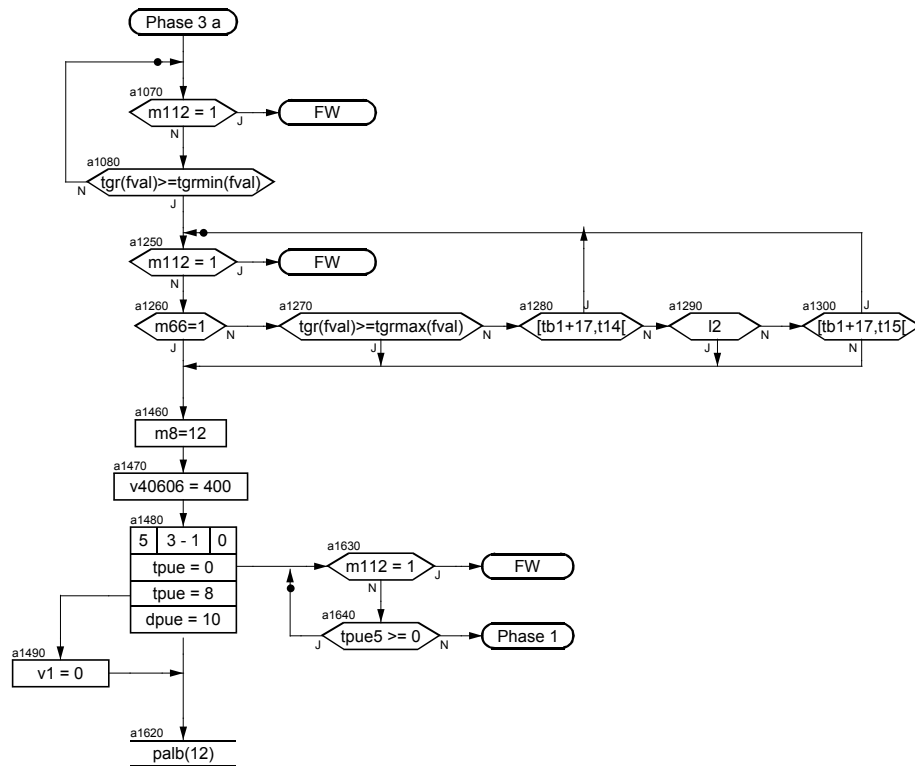 Phase 3 a
a1070
m112 = 1
J
FW
N
a1080
tgr(fval)>=tgrmin(fval)
N
J
a1250
m112 = 1
J
FW
N
a1260
m66=1
N
J
a1270
tgr(fval)>=tgrmax(fval)
N
J
a1280
[tb1+17,t14[
J
N
a1290
l2
N
J
a1300
[tb1+17,t15[
J
N
a1460
m8=12
a1470
v40606 = 400
a1480
5 3 - 1 0
tpue = 0
tpue = 8
dpue = 10
a1630
m112 = 1
J
FW
N
a1640
tpue5 >= 0
J
N
Phase 1
a1490
v1 = 0
a1620
palb(12)